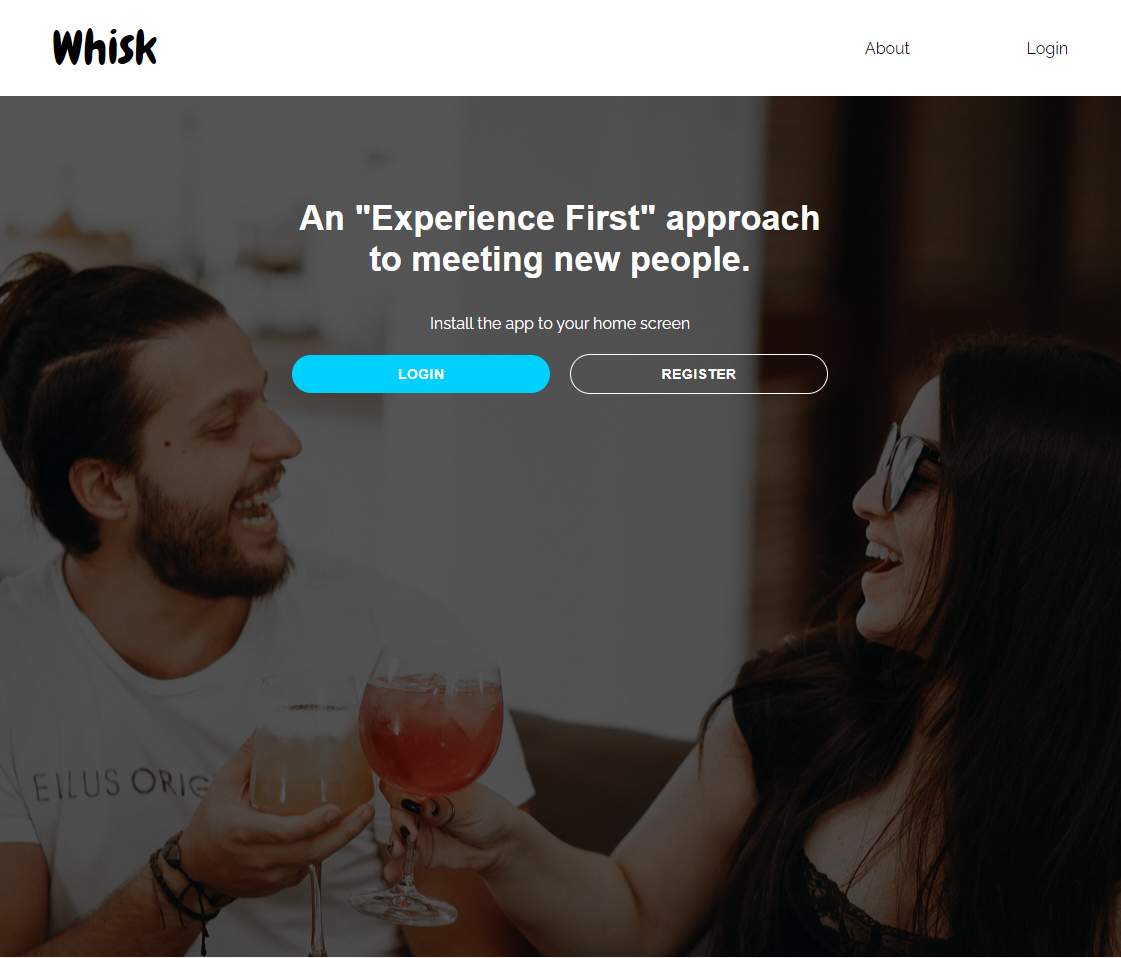 Whisk
About
Login
An "Experience First" approach
to meeting new people.
Install the app to your home screen
LOGIN
REGISTER
EILUS ORIG